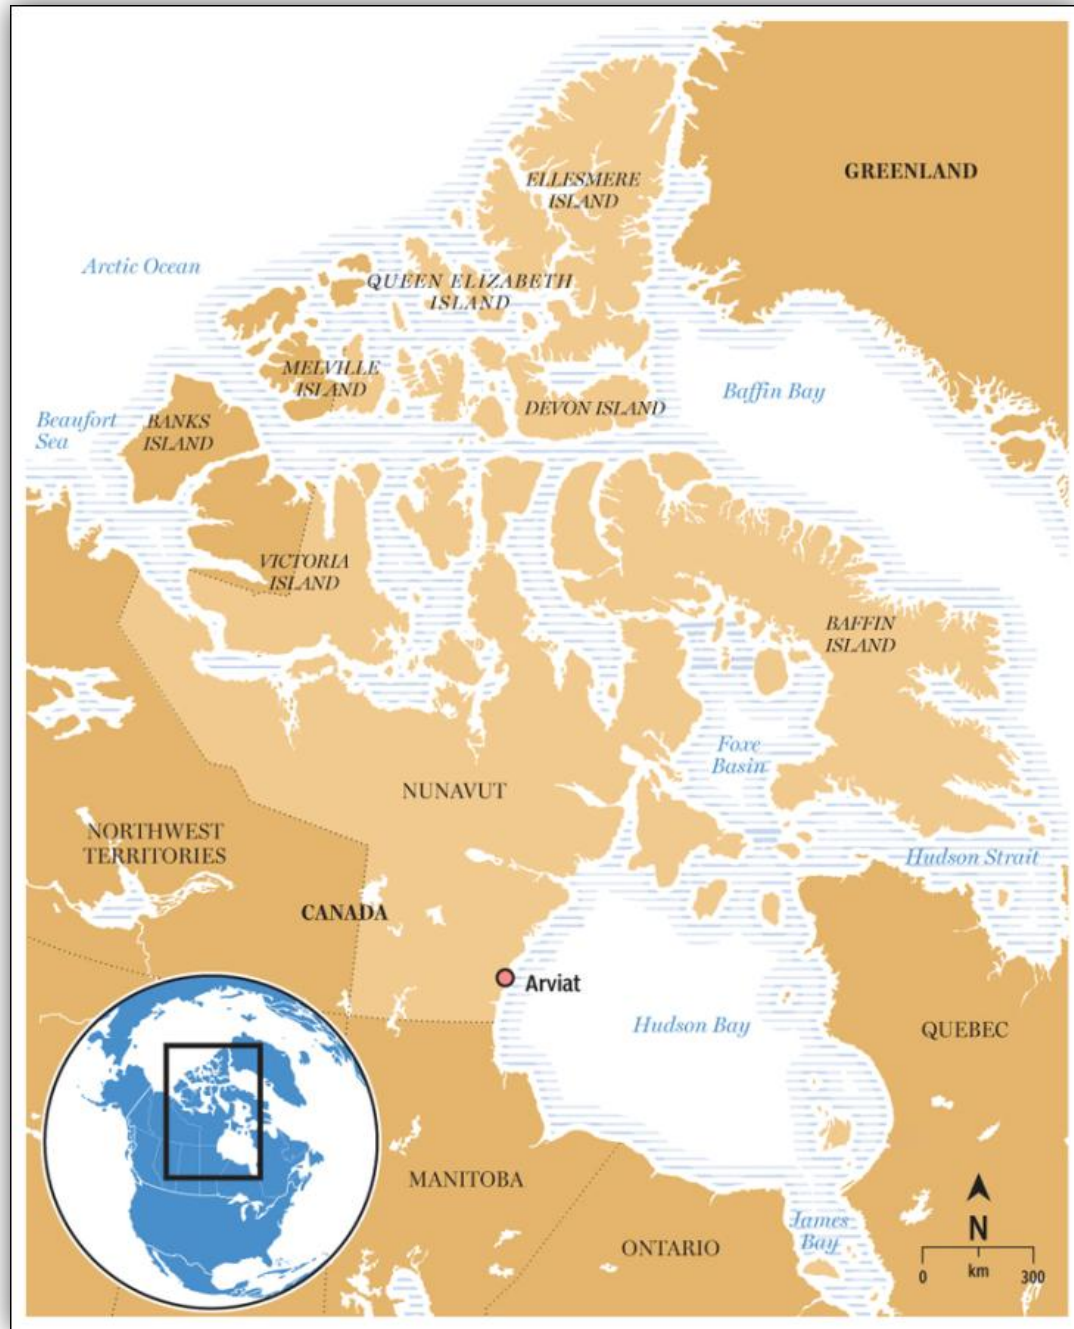 GREENLAND
ELLESMERE
ISLAND
Arctic Ocean
QUEEN ELIZABETH
ISLAND
MELVILLE
ISLAND
Baffin Bay
DEVON ISLAND
Beaufort
Sea
BANKS
ISLAND
VICTORIA
ISLAND
BAFFIN
ISLAND
Foxe
Basin
NUNAVUT
NORTHWEST
TERRITORIES
Hudson Strait
CANADA
Arviat
Hudson Bay
QUEBEC
MANITOBA
James
Bay
ONTARIO
N
km
0 300